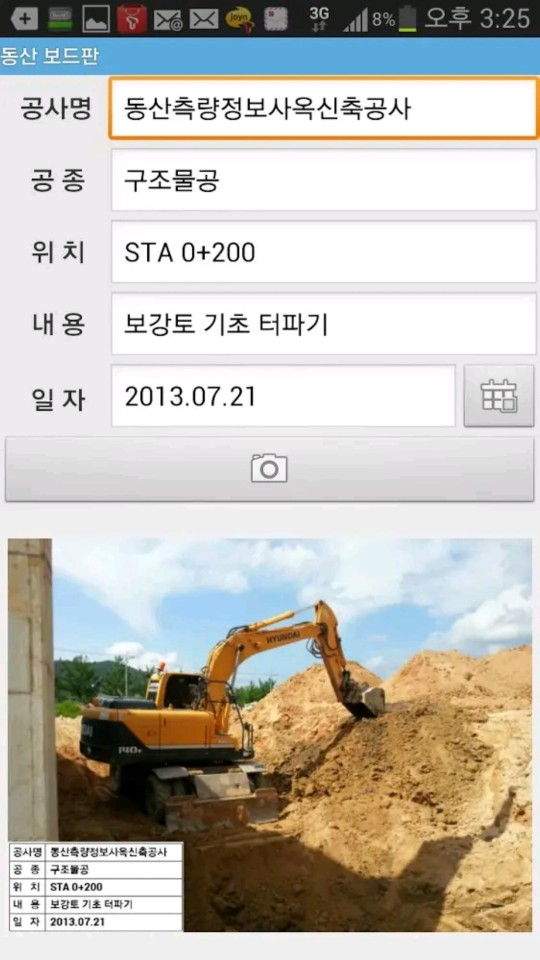 joyn
3G
8% 오후 3:25
동산 보드판
공사명 동산측량정보사옥신축공사
공 종 구조물공
위 치 STA 0+200
내 용 보강토 기초 터파기
일 자 2013.07.21
HYUNDAI
140
공사명 동산측량정보사옥신축공사
공 종 구조물공
위 치 STA 0+200
내 용 보강토 기초 터파기
일 자 2013.07.21